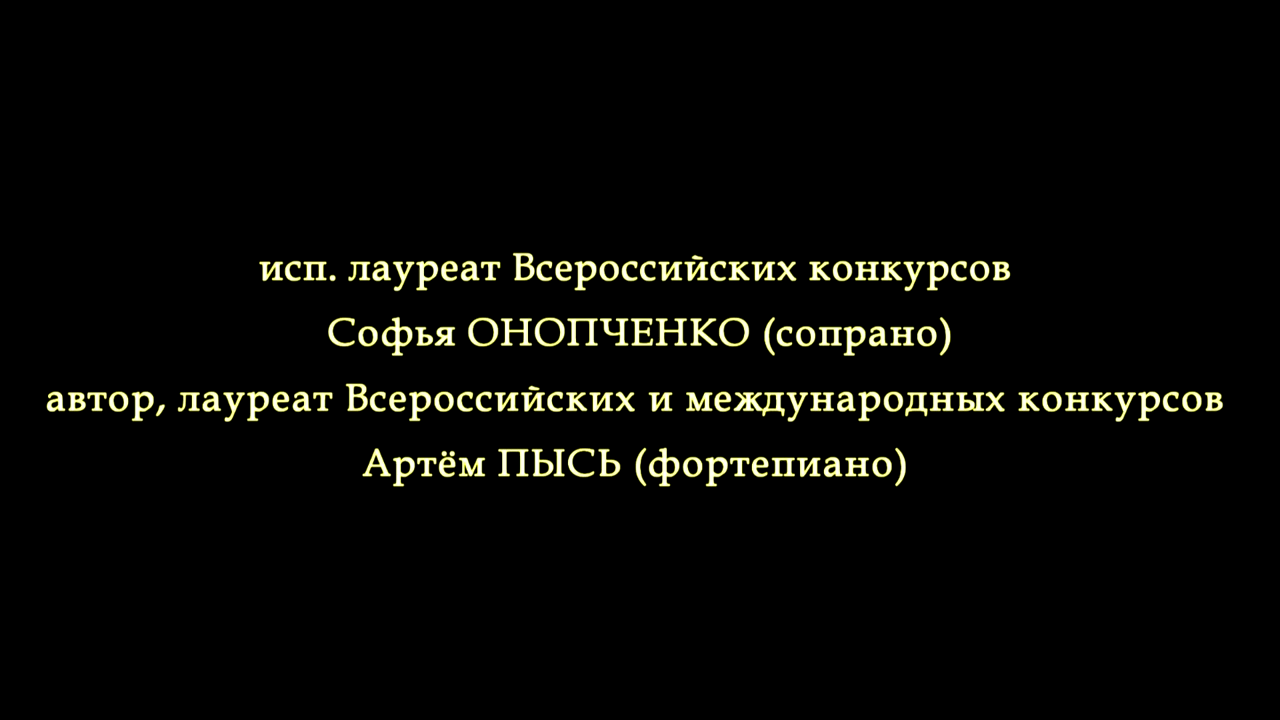 исп. лауреат Всероссийских конкурсов
Софья ОНОПЧЕНКО (сопрано)
автор, лауреат Всероссийских и международных конкурсов
Артём ПЫСЬ (фортепиано)